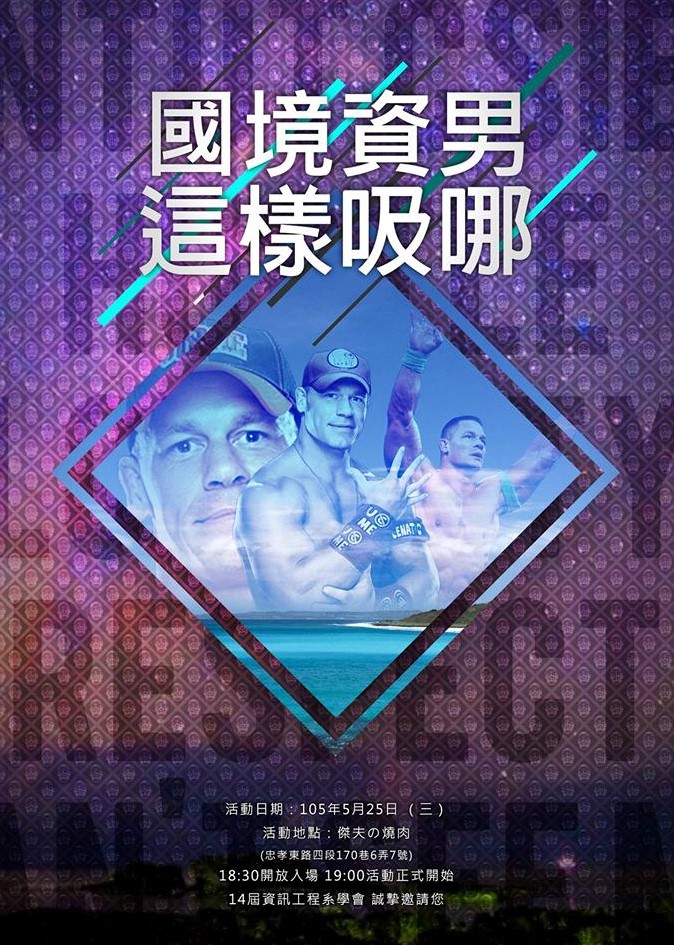 國境資男
這樣吸哪
U C ME
U C ME
CENATI
RESPECT
活動日期：105年5月25日 (三)
活動地點：傑夫の燒肉
(忠孝東路四段170巷6弄7號)
18:30開放入場 19:00活動正式開始
14屆資訊工程系學會 誠摯邀請您